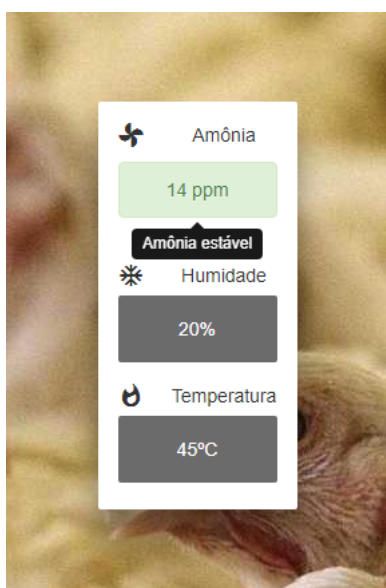 Amônia
14 ppm
Amônia estável
Humidade
20%
Temperatura
45ºC